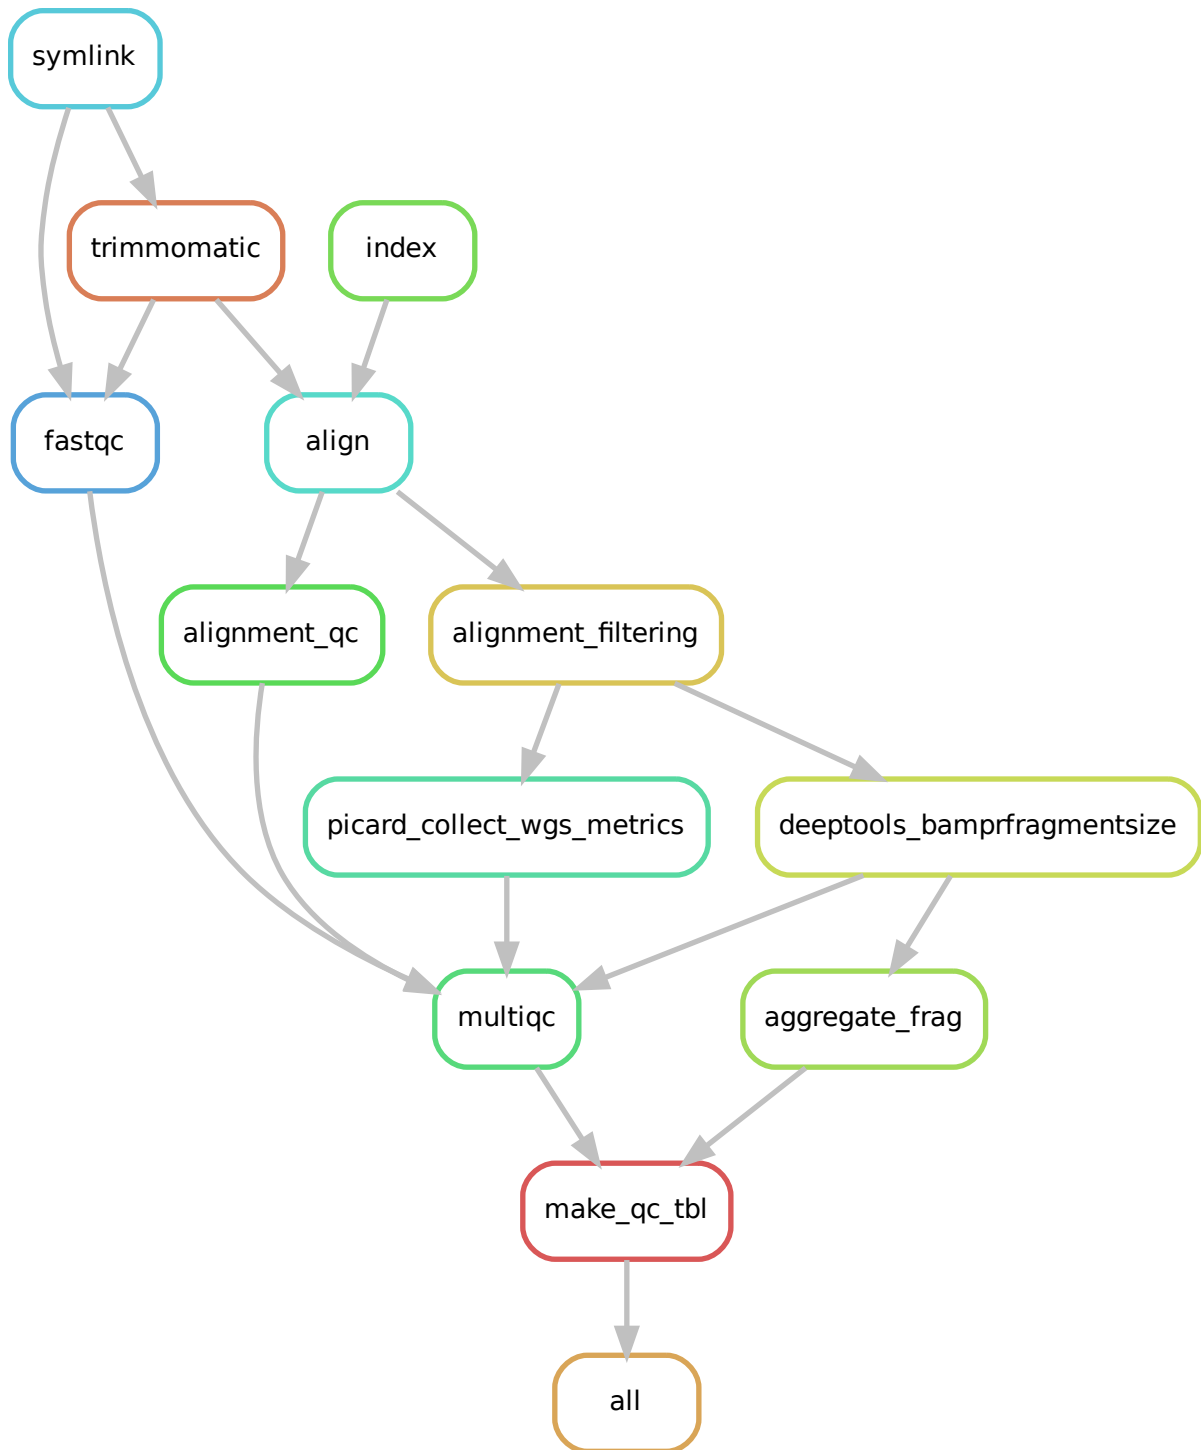 symlink
trimmomatic
index
fastqc
align
alignment_qc
alignment_filtering
picard_collect_wgs_metrics
deeptools_bamprfragmentsize
multiqc
aggregate_frag
make_qc_tbl
all